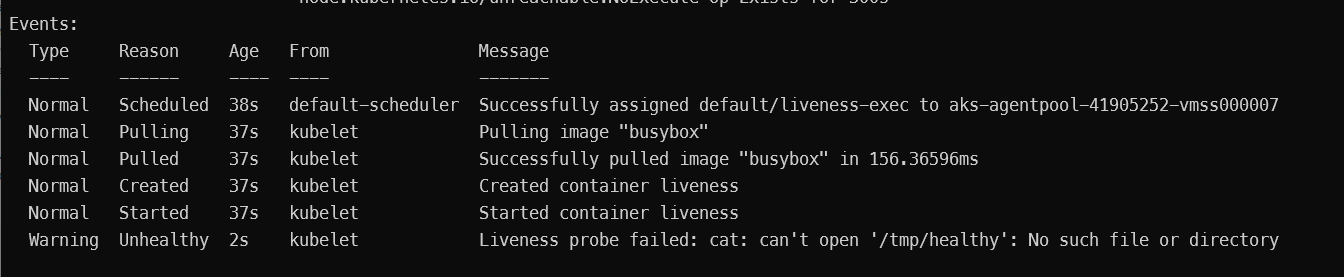 node.kubernetes.io/unreachable:NoExecute op=Exists for 300s
Events:
Type Reason Age From Message
---- ------ ---- ---- -------
Normal Scheduled 38s default-scheduler Successfully assigned default/liveness-exec to aks-agentpool-41905252-vmss000007
Normal Pulling 37s kubelet Pulling image "busybox"
Normal Pulled 37s kubelet Successfully pulled image "busybox" in 156.36596ms
Normal Created 37s kubelet Created container liveness
Normal Started 37s kubelet Started container liveness
Warning Unhealthy 2s kubelet Liveness probe failed: cat: can't open '/tmp/healthy': No such file or directory